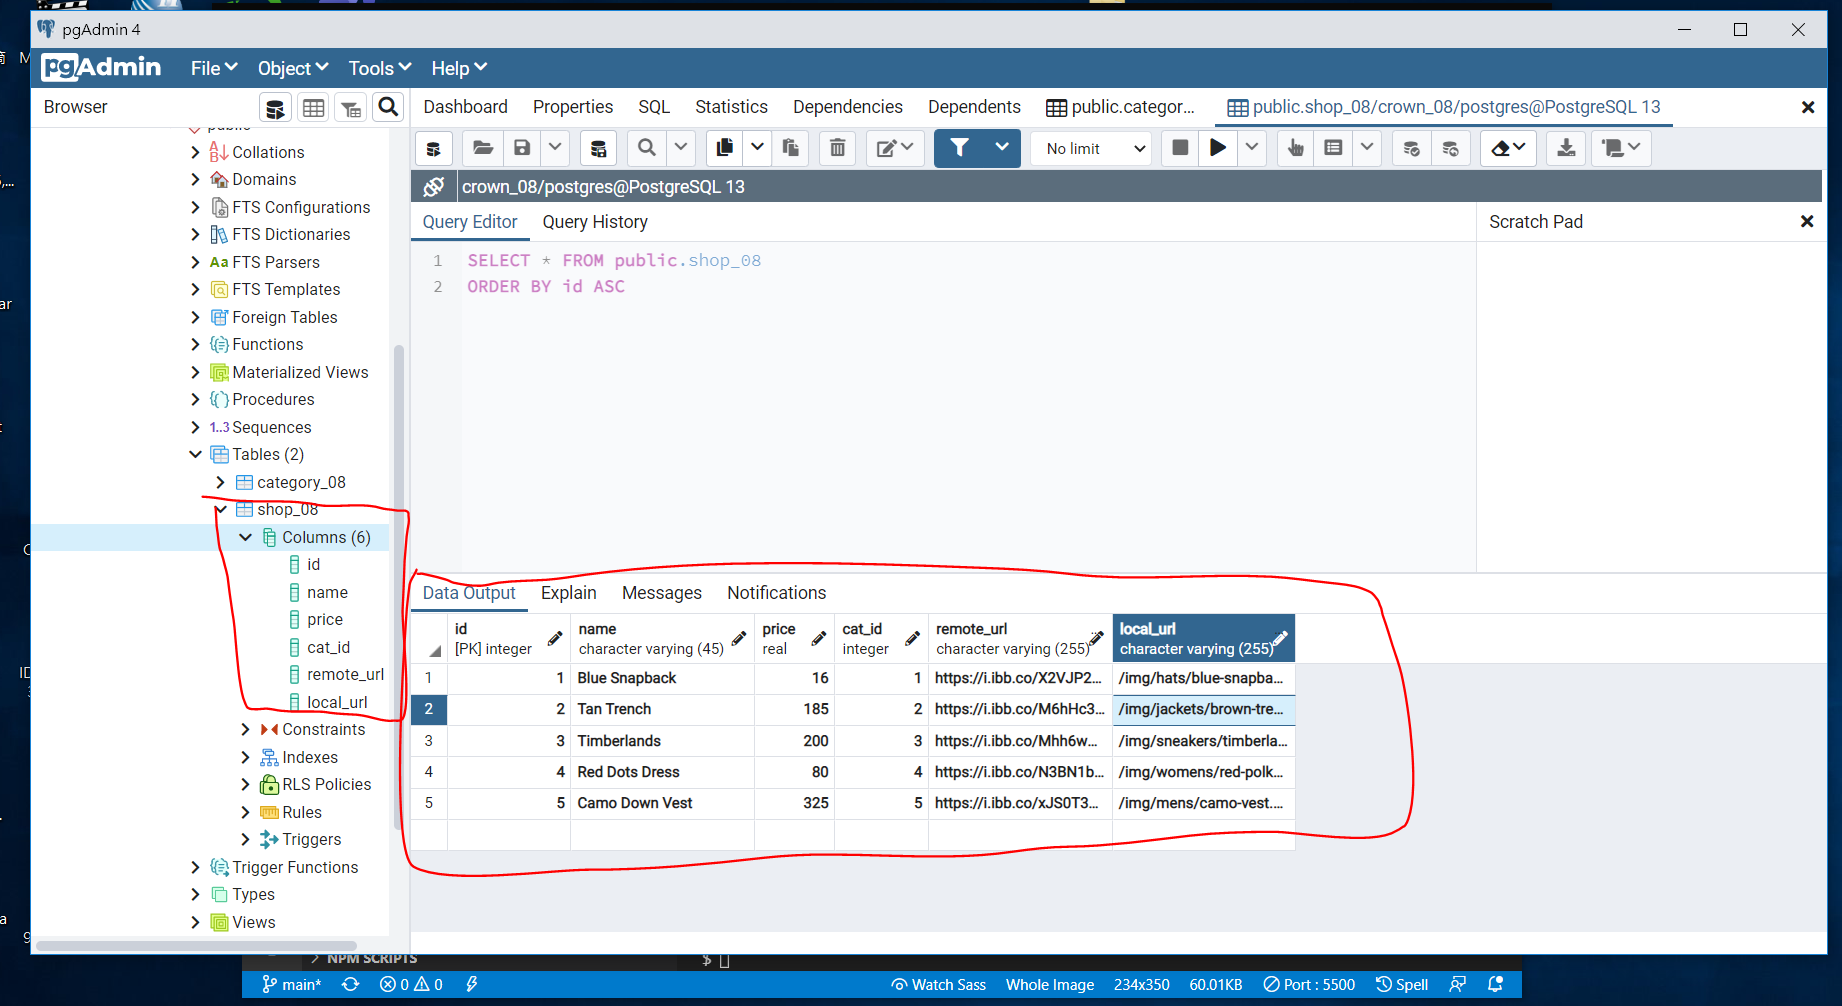 pgAdmin 4
pgAdmin
File
Object
Tools
Help
Browser
Dashboard
Properties
SQL
Statistics
Dependencies
Dependents
public.categor...
public.shop_08/crown_08/postgres@PostgreSQL 13
No limit
crown_08/postgres@PostgreSQL 13
Query Editor
Query History
Scratch Pad
1 SELECT * FROM public.shop_08
2 ORDER BY id ASC
public
Collations
Domains
FTS Configurations
FTS Dictionaries
Aa FTS Parsers
FTS Templates
Foreign Tables
Functions
Materialized Views
Procedures
1..3 Sequences
Tables (2)
category_08
shop_08
Columns (6)
id
name
price
cat_id
remote_url
local_url
Constraints
Indexes
RLS Policies
Rules
Triggers
Trigger Functions
Types
Views
Data Output
Explain
Messages
Notifications
id name price cat_id remote_url local_url
[PK] integer character varying (45) real integer character varying (255) character varying (255)
1 1 Blue Snapback 16 1 https://i.ibb.co/X2VJP2... /img/hats/blue-snapba...
2 2 Tan Trench 185 2 https://i.ibb.co/M6hHc3... /img/jackets/brown-tre...
3 3 Timberlands 200 3 https://i.ibb.co/Mhh6w... /img/sneakers/timberla...
4 4 Red Dots Dress 80 4 https://i.ibb.co/N3BN1b... /img/womens/red-polk...
5 5 Camo Down Vest 325 5 https://i.ibb.co/xJS0T3... /img/mens/camo-vest....
NPM SCRIPTS
$
main*
0
0
Watch Sass
Whole Image
234x350
60.01KB
Port : 5500
Spell